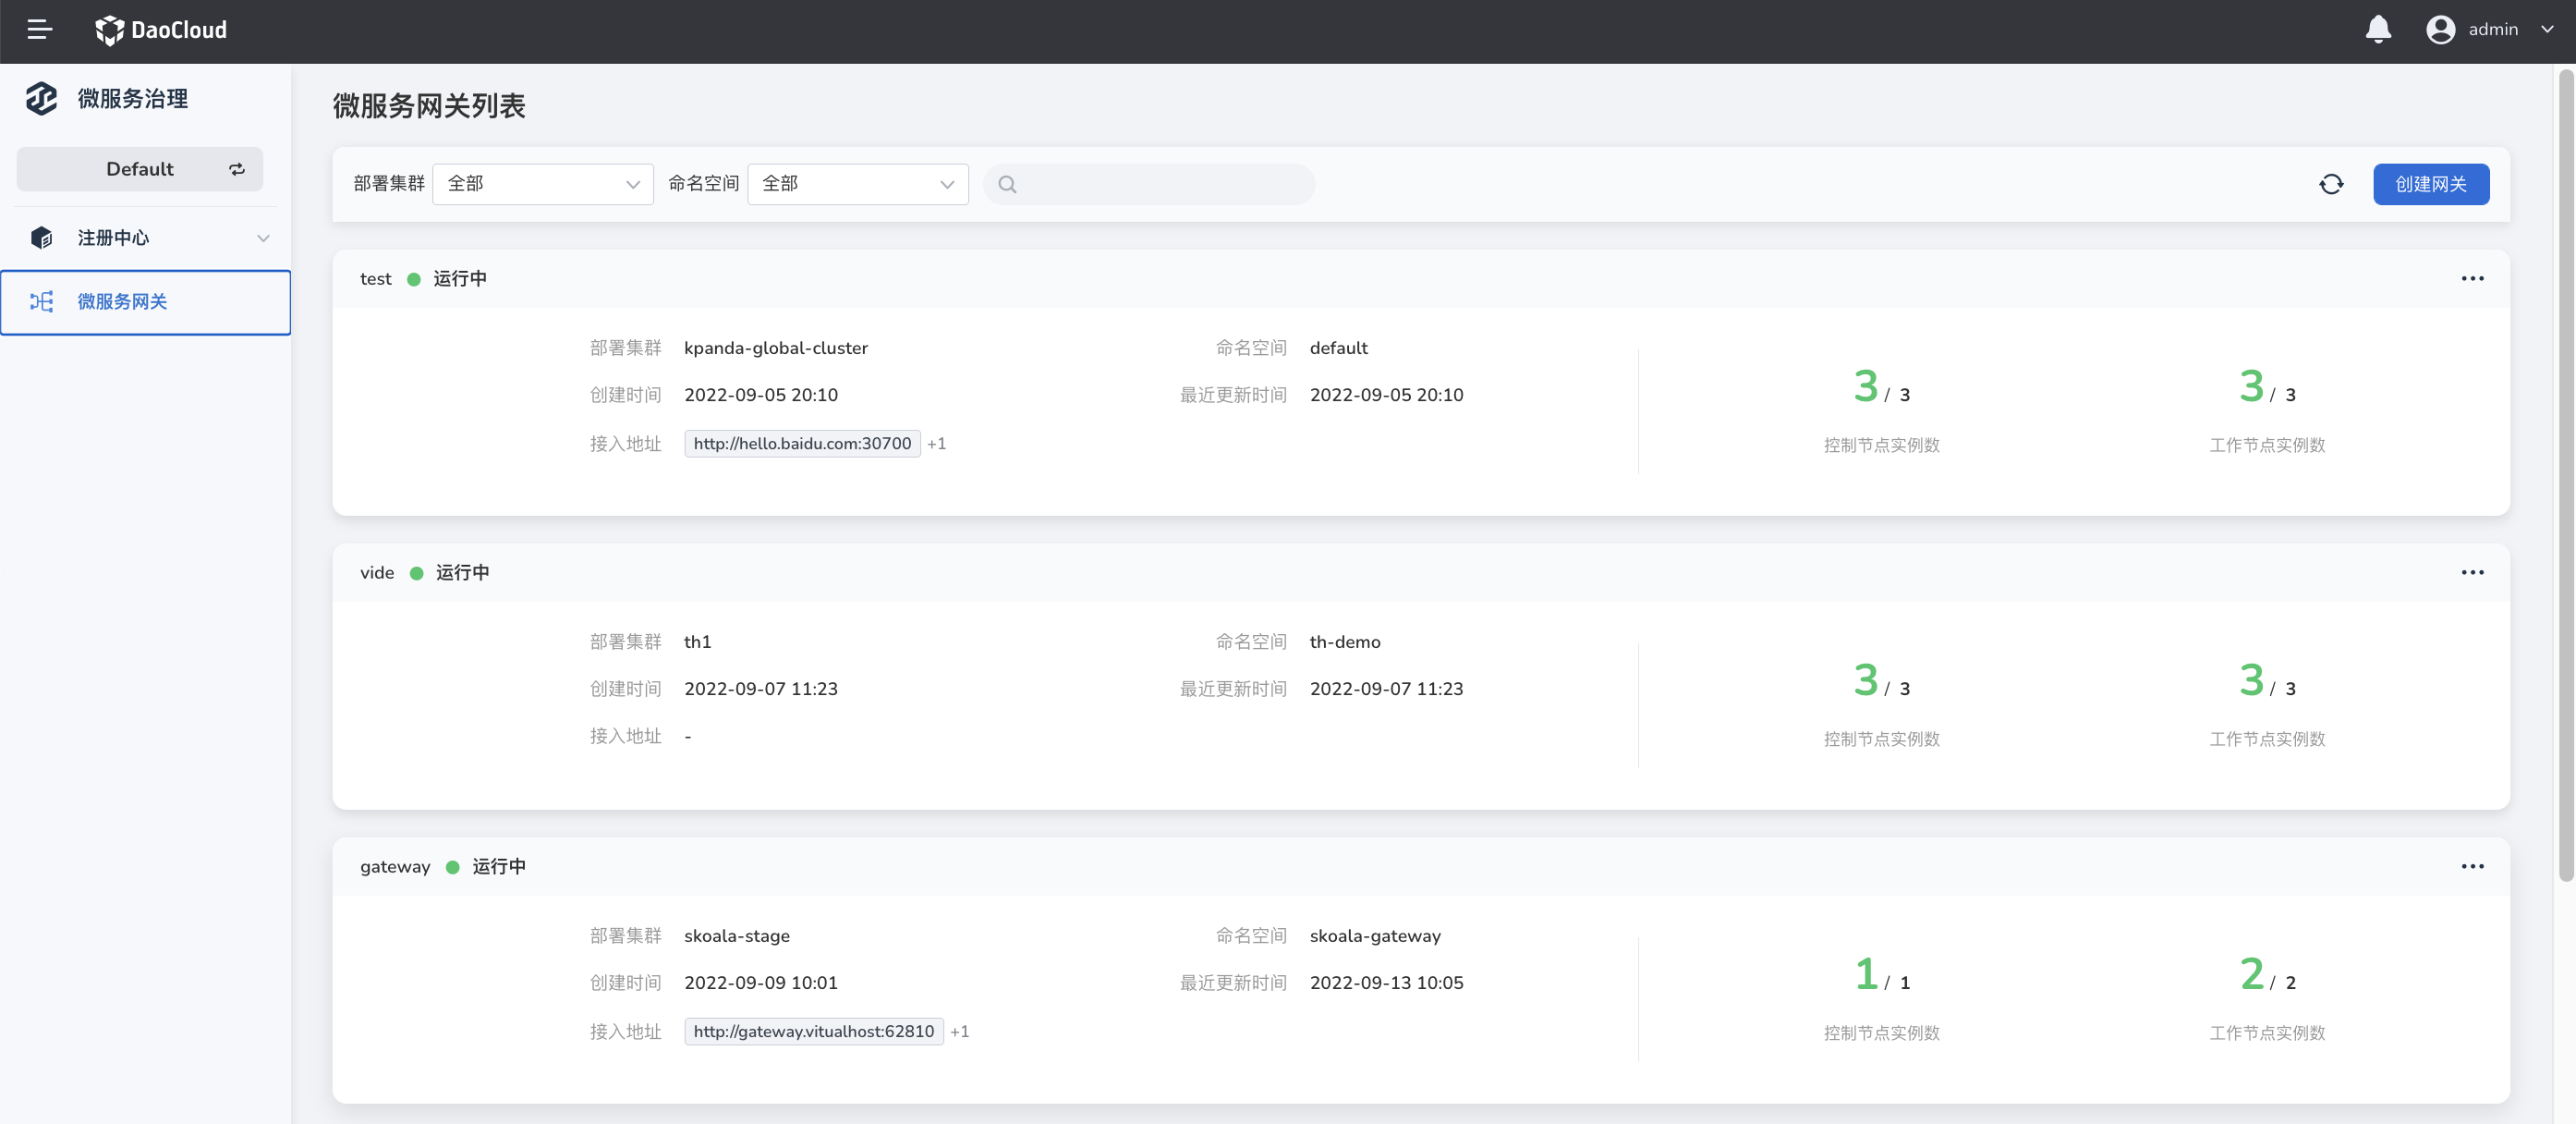 DaoCloud
admin
微服务治理
Default
注册中心
微服务网关
微服务网关列表
部署集群 全部 命名空间 全部
创建网关
test 运行中
部署集群 kpanda-global-cluster 命名空间 default
创建时间 2022-09-05 20:10 最近更新时间 2022-09-05 20:10
接入地址 http://hello.baidu.com:30700 +1
3 / 3 3 / 3
控制节点实例数 工作节点实例数
vide 运行中
部署集群 th1 命名空间 th-demo
创建时间 2022-09-07 11:23 最近更新时间 2022-09-07 11:23
接入地址 -
3 / 3 3 / 3
控制节点实例数 工作节点实例数
gateway 运行中
部署集群 skoala-stage 命名空间 skoala-gateway
创建时间 2022-09-09 10:01 最近更新时间 2022-09-13 10:05
接入地址 http://gateway.vitualhost:62810 +1
1 / 1 2 / 2
控制节点实例数 工作节点实例数